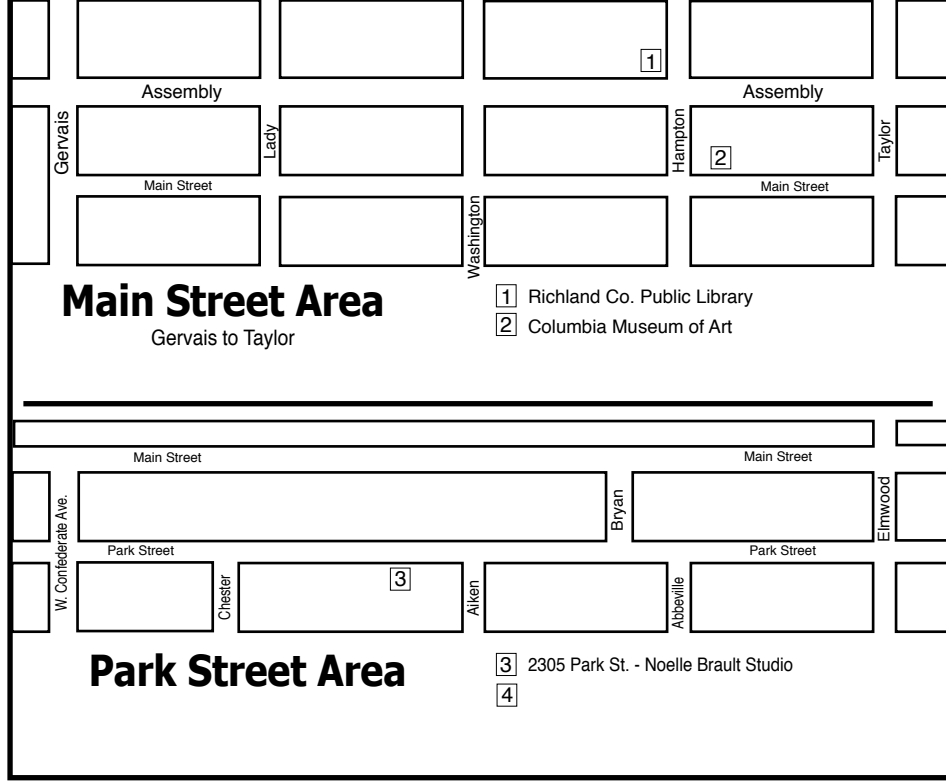 1
Assembly
Assembly
Gervais
Lady
Hampton
2
Taylor
Main Street
Main Street
Washington
Main Street Area
Gervais to Taylor
1 Richland Co. Public Library
2 Columbia Museum of Art
Main Street
Main Street
W. Confederate Ave.
Bryan
Elmwood
Park Street
Park Street
Chester
3
Aiken
Abbeville
Park Street Area
3 2305 Park St. - Noelle Brault Studio
4